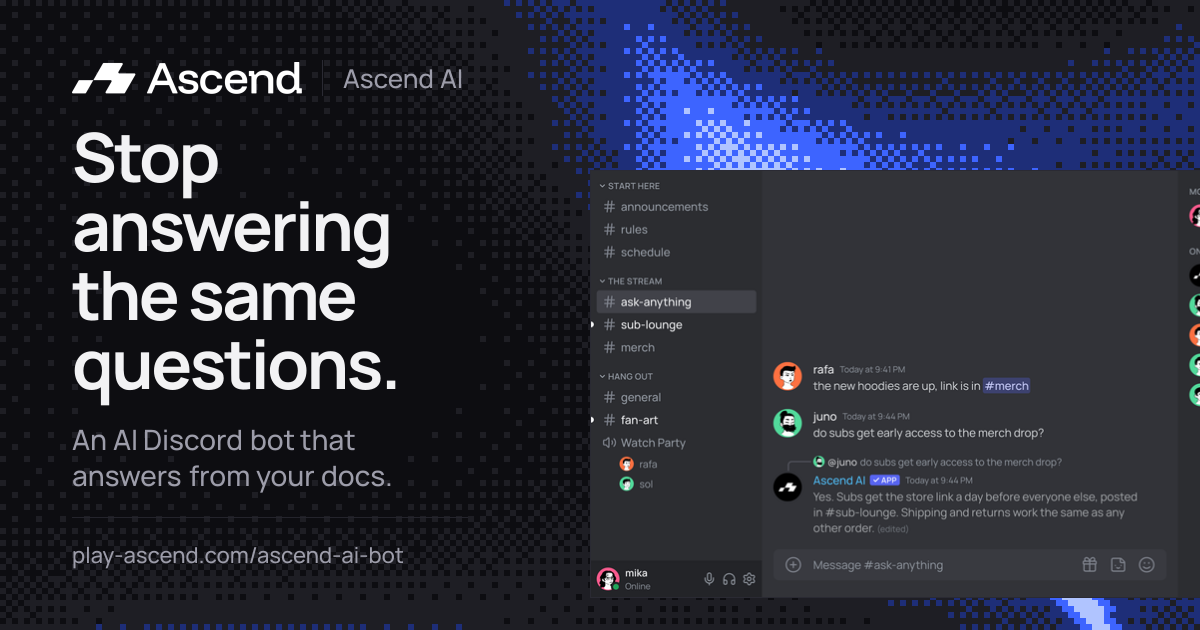 Ascend
Ascend AI
Stop
answering
the same
questions.
An AI Discord bot that
answers from your docs.
play-ascend.com/ascend-ai-bot
START HERE
# announcements
# rules
# schedule
THE STREAM
# ask-anything
# sub-lounge
# merch
HANG OUT
# general
# fan-art
Watch Party
rafa
sol
mika
Online
rafa Today at 9:41 PM
the new hoodies are up, link is in #merch
juno Today at 9:44 PM
do subs get early access to the merch drop?
@juno do subs get early access to the merch drop?
Ascend AI ✓ APP Today at 9:44 PM
Yes. Subs get the store link a day before everyone else, posted
in #sub-lounge. Shipping and returns work the same as any
other order. (edited)
Message #ask-anything